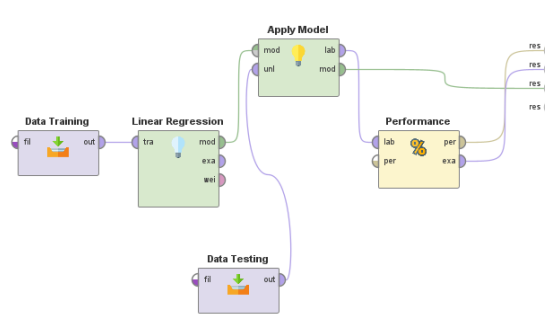 Apply Model
mod lab
unl mod
res
res
res
res
Data Training
fil out
Linear Regression
tra mod
exa
wei
Performance
lab per
per exa
Data Testing
fil out